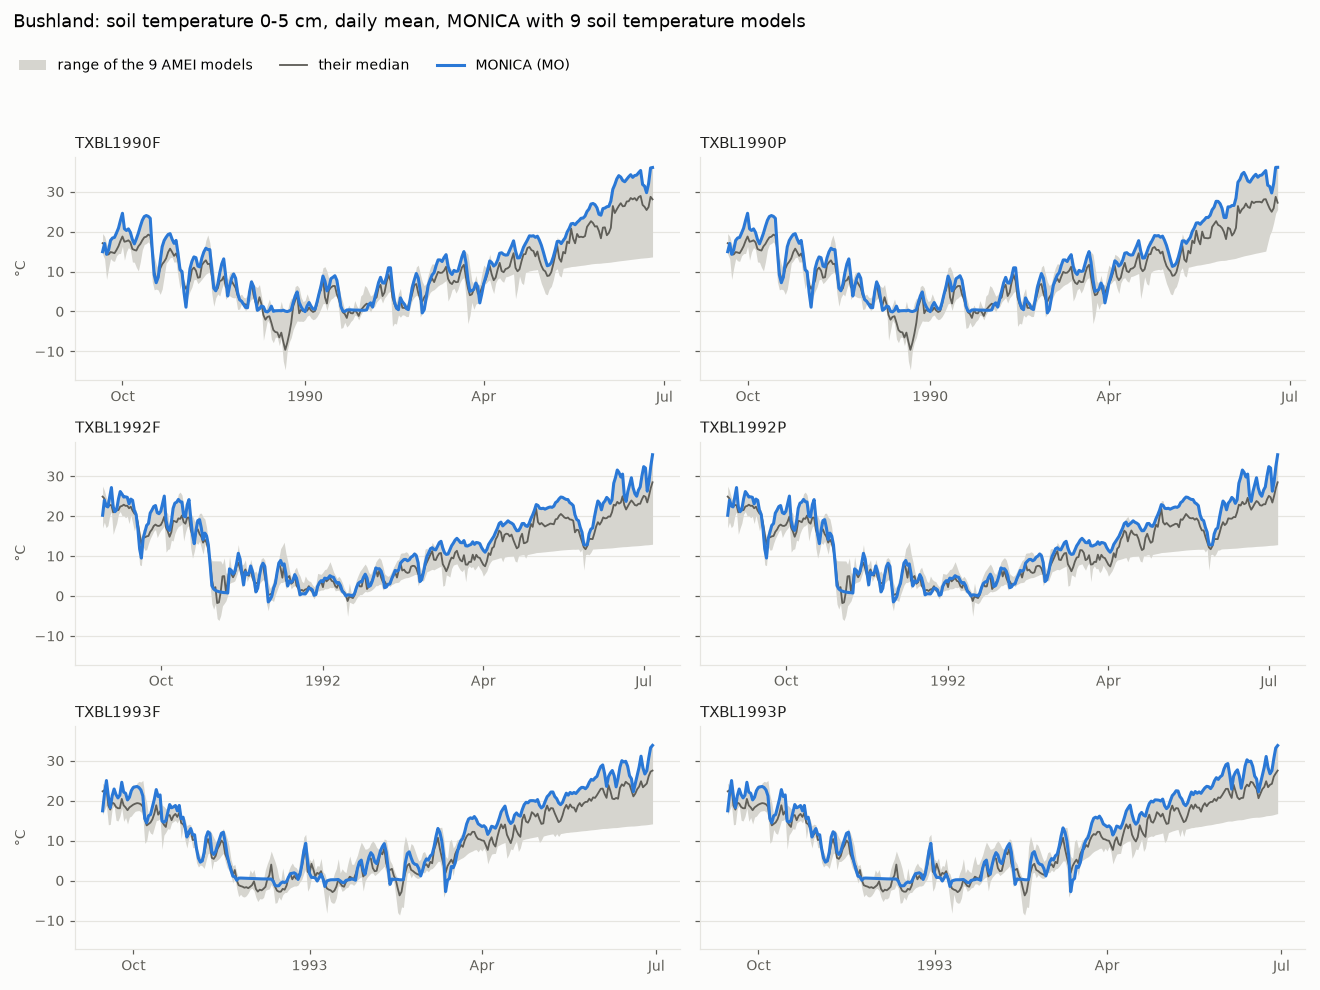 Bushland: soil temperature 0-5 cm, daily mean, MONICA with 9 soil temperature models
range of the 9 AMEI models their median MONICA (MO)
TXBL1990F TXBL1990P
30
20
10
0
−10
°C
Oct 1990 Apr Jul Oct 1990 Apr Jul
TXBL1992F TXBL1992P
30
20
10
0
−10
°C
Oct 1992 Apr Jul Oct 1992 Apr Jul
TXBL1993F TXBL1993P
30
20
10
0
−10
°C
Oct 1993 Apr Jul Oct 1993 Apr Jul